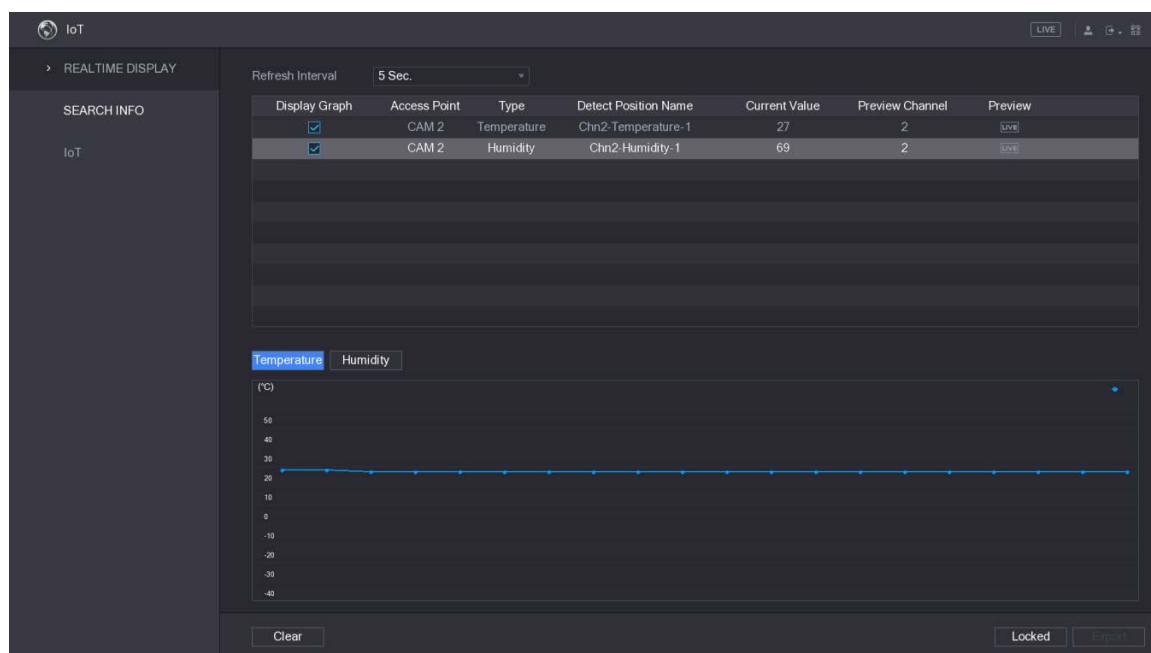 IoT
LIVE
REALTIME DISPLAY
SEARCH INFO
IoT
Refresh Interval 5 Sec.
Display Graph Access Point Type Detect Position Name Current Value Preview Channel Preview
CAM 2 Temperature Chn2-Temperature-1 27 2 LIVE
CAM 2 Humidity Chn2-Humidity-1 69 2 LIVE
Temperature Humidity
(°C)
50
40
30
20
10
0
-10
-20
-30
-40
Clear Locked Export